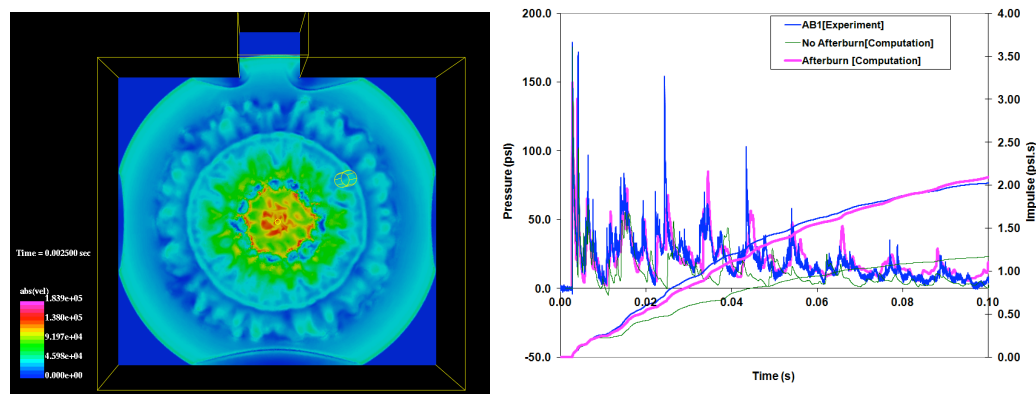 Time = 0.002500 sec
abs(vel)
1.839e+05
1.380e+05
9.197e+04
4.598e+04
0.000e+00
200.0
150.0
100.0
50.0
0.0
-50.0
Pressure (psi)
AB1[Experiment]
No Afterburn[Computation]
Afterburn [Computation]
4.00
3.50
3.00
2.50
2.00
1.50
1.00
0.50
0.00
Impulse (psi.s)
0.00
0.02
0.04
0.06
0.08
0.10
Time (s)